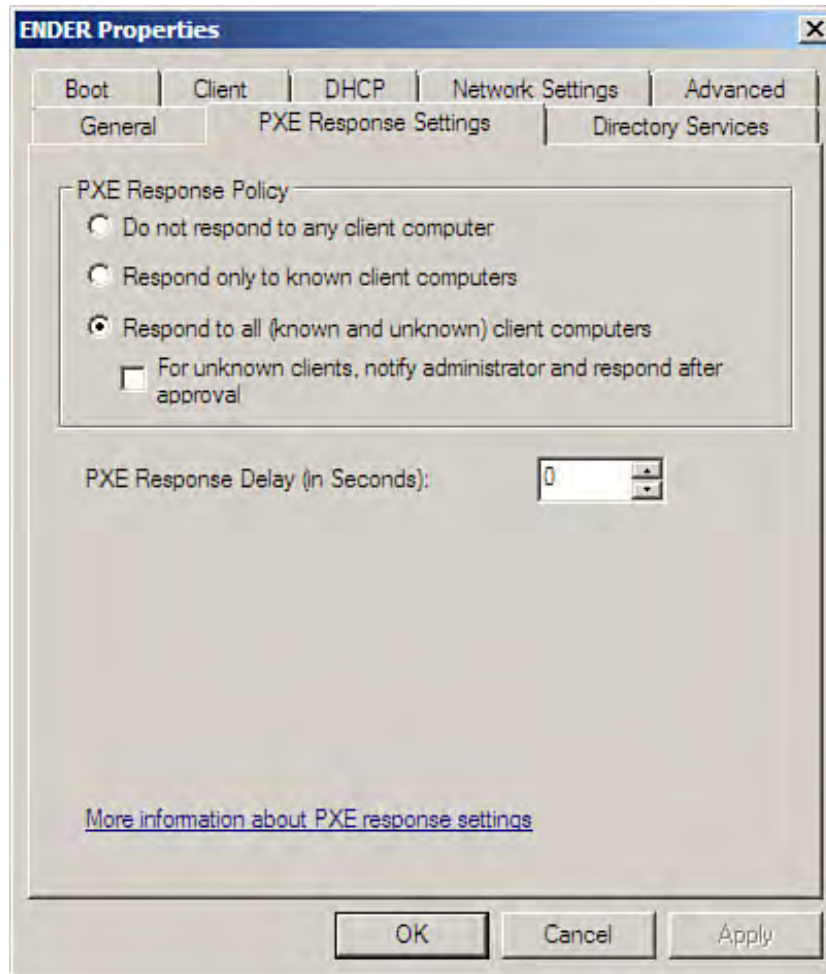 ENDER Properties
Boot
Client
DHCP
Network Settings
Advanced
General
PXE Response Settings
Directory Services
PXE Response Policy
Do not respond to any client computer
Respond only to known client computers
Respond to all (known and unknown) client computers
For unknown clients, notify administrator and respond after
approval
PXE Response Delay (in Seconds):
0
More information about PXE response settings
OK
Cancel
Apply